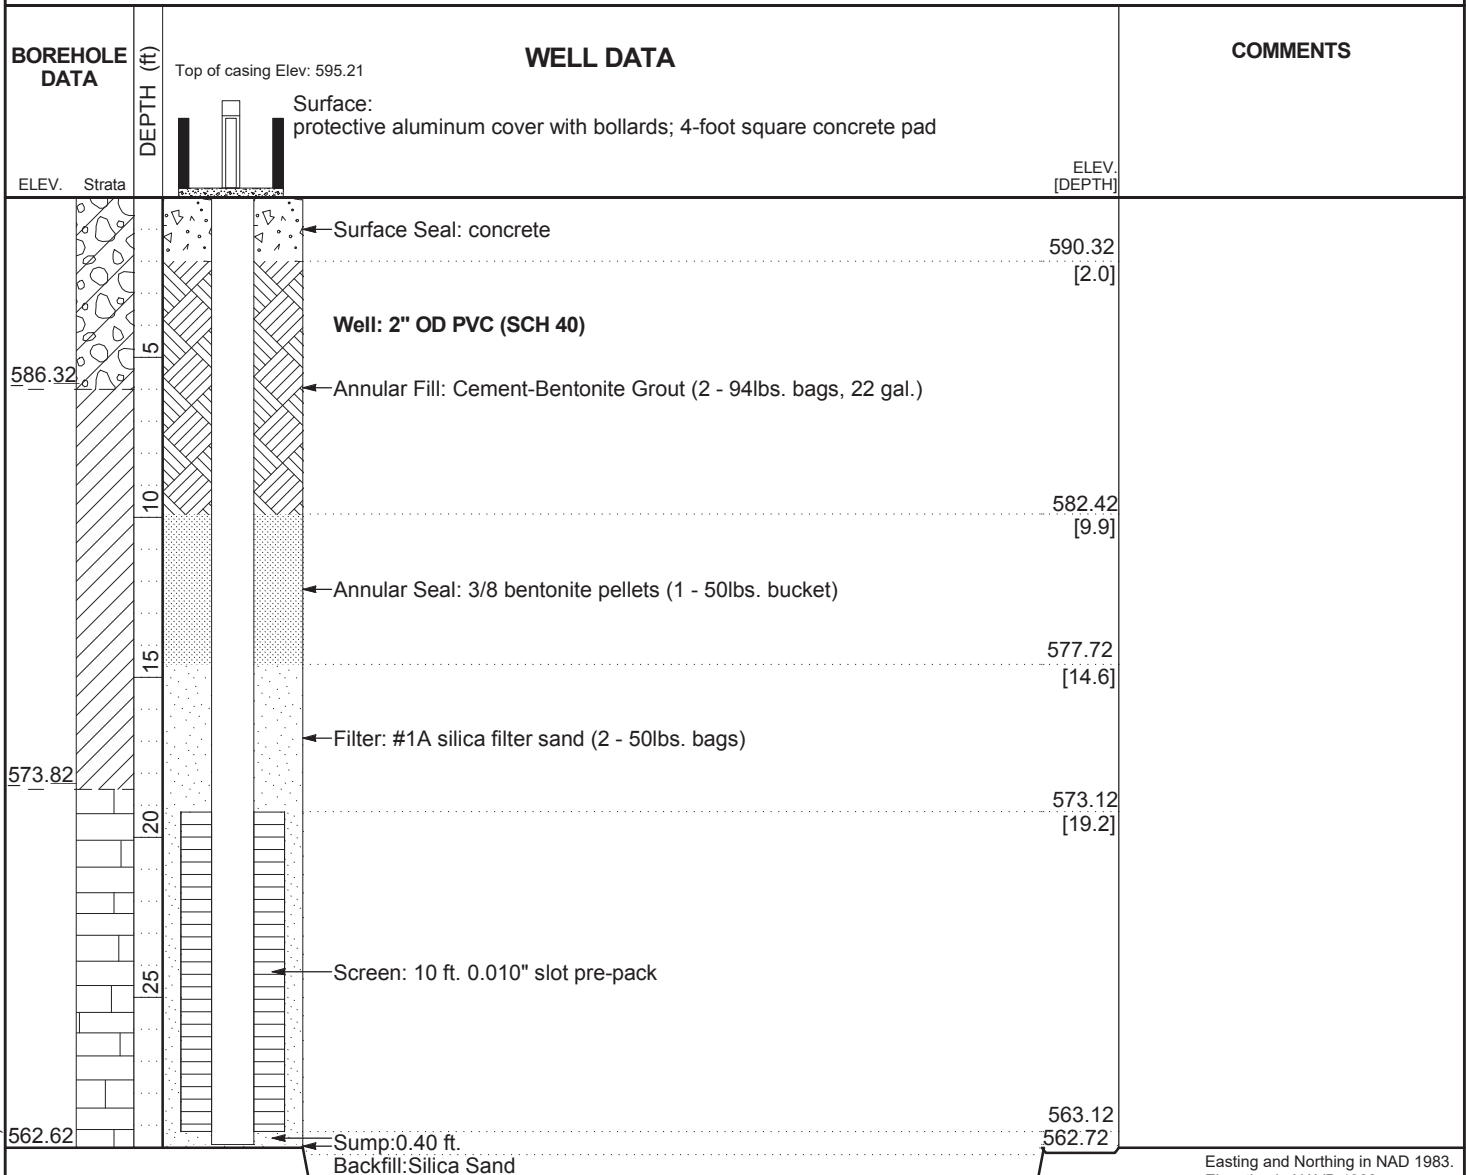 BOREHOLE
DATA
DEPTH (ft)
WELL DATA
COMMENTS
Top of casing Elev: 595.21
Surface:
protective aluminum cover with bollards; 4-foot square concrete pad
ELEV. Strata
ELEV.
[DEPTH]
Surface Seal: concrete
590.32
[2.0]
Well: 2" OD PVC (SCH 40)
5
586.32
Annular Fill: Cement-Bentonite Grout (2 - 94lbs. bags, 22 gal.)
10
582.42
[9.9]
Annular Seal: 3/8 bentonite pellets (1 - 50lbs. bucket)
15
577.72
[14.6]
Filter: #1A silica filter sand (2 - 50lbs. bags)
573.82
573.12
20
[19.2]
25
Screen: 10 ft. 0.010" slot pre-pack
563.12
562.62
Sump:0.40 ft.
562.72
Backfill:Silica Sand
Easting and Northing in NAD 1983.